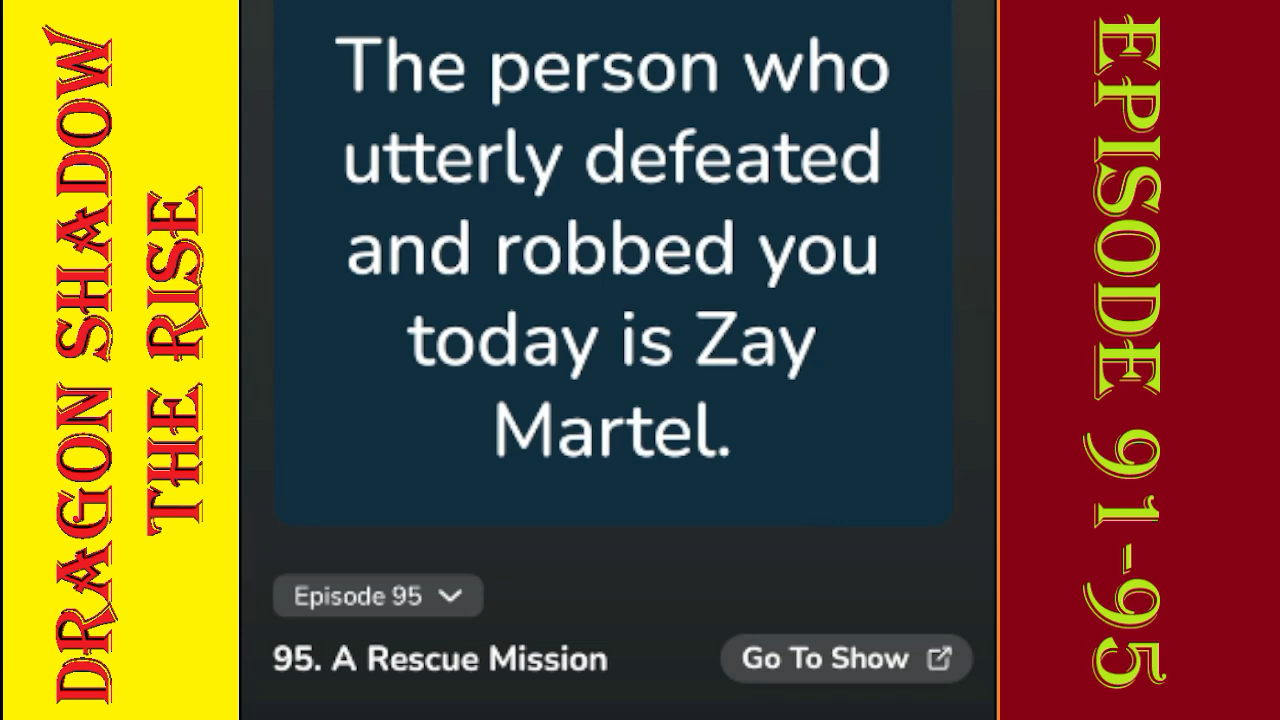 DRAGON SHADOW
THE RISE
The person who
utterly defeated
and robbed you
today is Zay
Martel.
Episode 95
95. A Rescue Mission
Go To Show
EPISODE 91-95